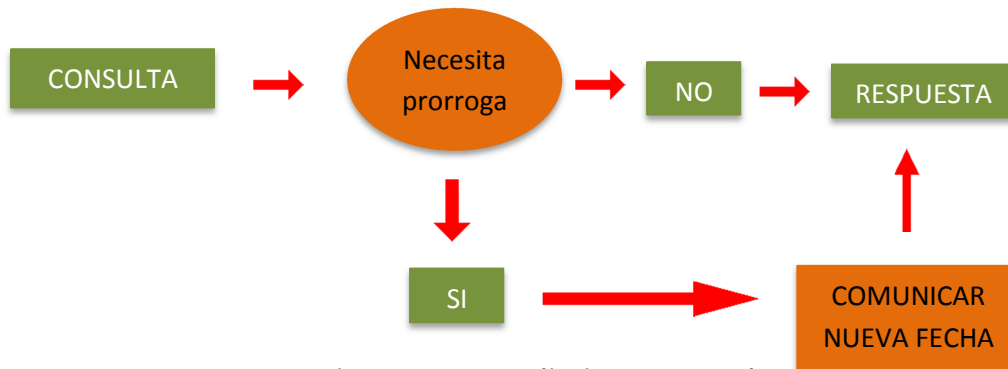 CONSULTA
Necesita
prorroga
NO
RESPUESTA
SI
COMUNICAR
NUEVA FECHA